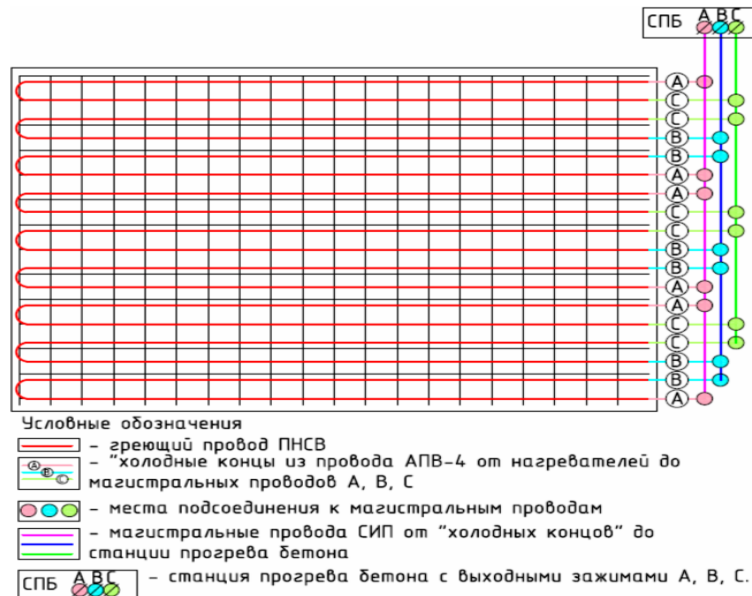 СПБ А В С
А
С
С
В
В
А
А
С
С
В
В
А
А
С
С
В
В
А
Условные обозначения
– греющий провод ПНСВ
А В С – "холодные концы из провода АПВ-4 от нагревателей до
магистральных проводов А, В, С
– места подсоединения к магистральным проводам
– магистральные провода СИП от "холодных концов" до
станции прогрева бетона
СПБ А В С – станция прогрева бетона с выходными зажимами А, В, С.